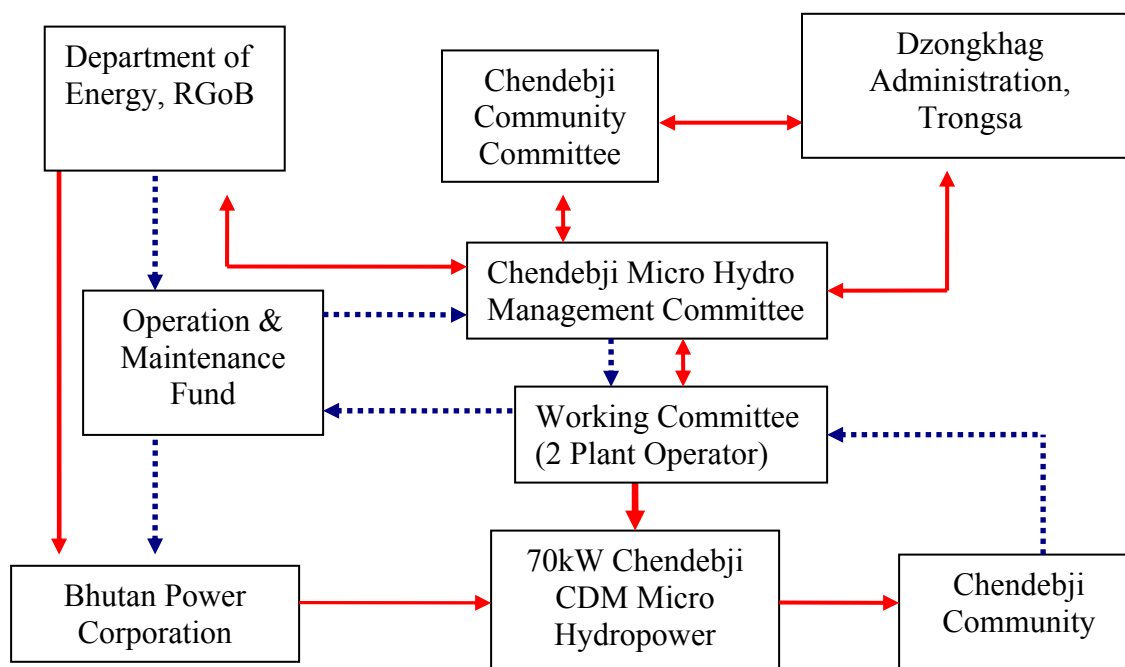 Department of
Energy, RGoB
Chendebji
Community
Committee
Dzongkhag
Administration,
Trongsa
Chendebji Micro Hydro
Management Committee
Operation &
Maintenance
Fund
Working Committee
(2 Plant Operator)
Bhutan Power
Corporation
70kW Chendebji
CDM Micro
Hydropower
Chendebji
Community